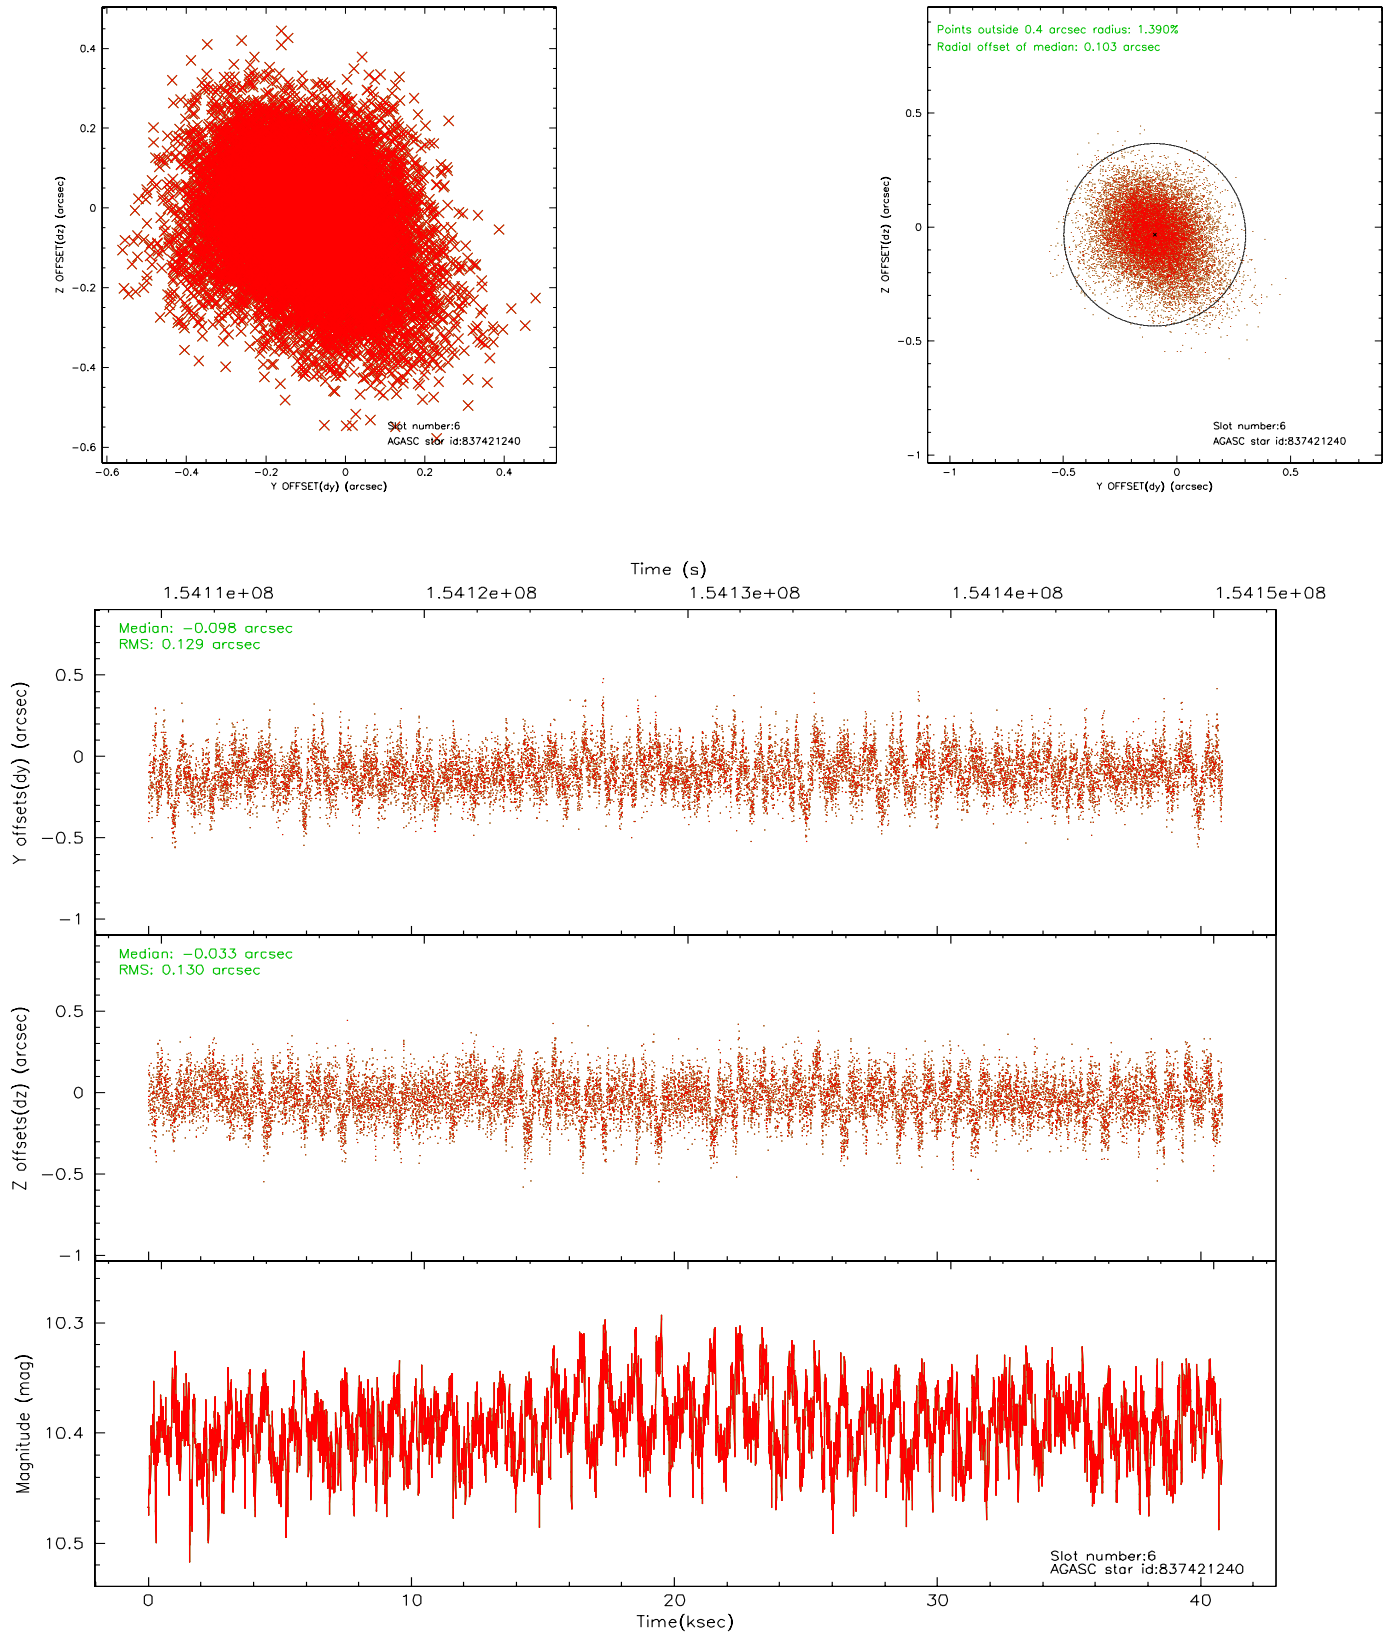 0.4
0.2
0
−0.2
−0.4
−0.6
Z OFFSET(dz) (arcsec)
−0.6 −0.4 −0.2 0 0.2 0.4
Y OFFSET(dy) (arcsec)
Slot number:6
AGASC star id:837421240
Points outside 0.4 arcsec radius: 1.390%
Radial offset of median: 0.103 arcsec
0.5
0
−0.5
−1
Z OFFSET(dz) (arcsec)
−1 −0.5 0 0.5
Y OFFSET(dy) (arcsec)
Slot number:6
AGASC star id:837421240
Time (s)
1.5411e+08 1.5412e+08 1.5413e+08 1.5414e+08 1.5415e+08
Median: −0.098 arcsec
RMS: 0.129 arcsec
0.5
0
−0.5
−1
Y offsets(dy) (arcsec)
Median: −0.033 arcsec
RMS: 0.130 arcsec
0.5
0
−0.5
−1
Z offsets(dz) (arcsec)
10.3
10.4
10.5
Magnitude (mag)
Slot number:6
AGASC star id:837421240
0 10 20 30 40
Time(ksec)